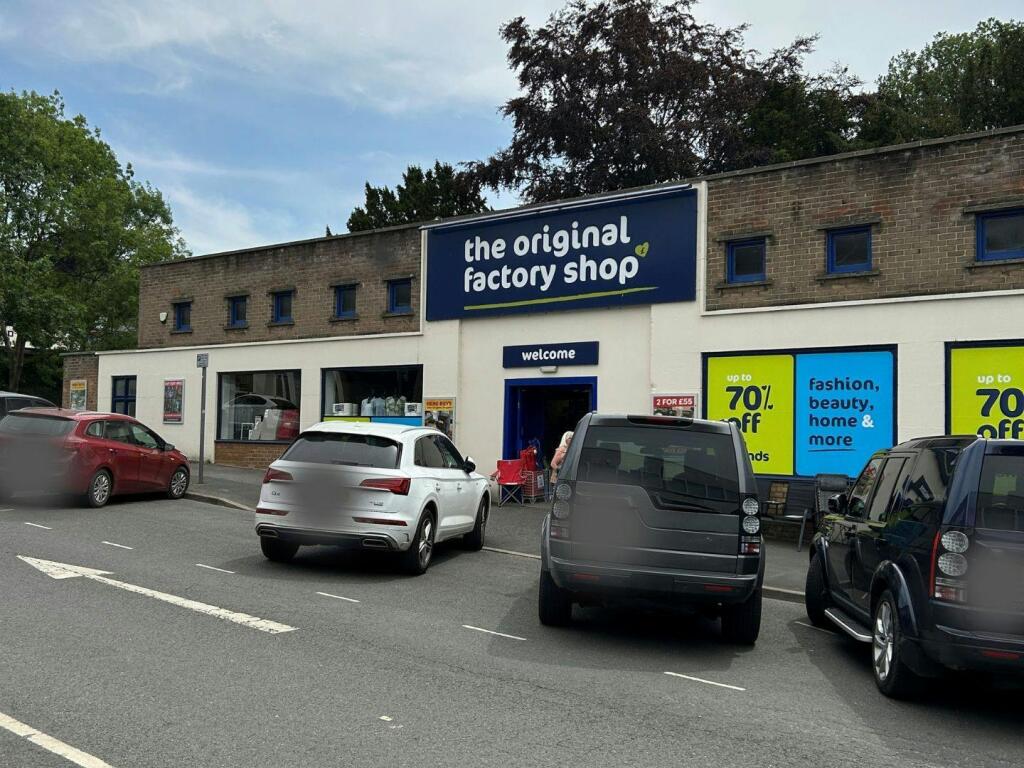 the original
factory shop
welcome
2 FOR £55
up to
70%
off
fashion,
beauty,
home &
more
up to
70
off